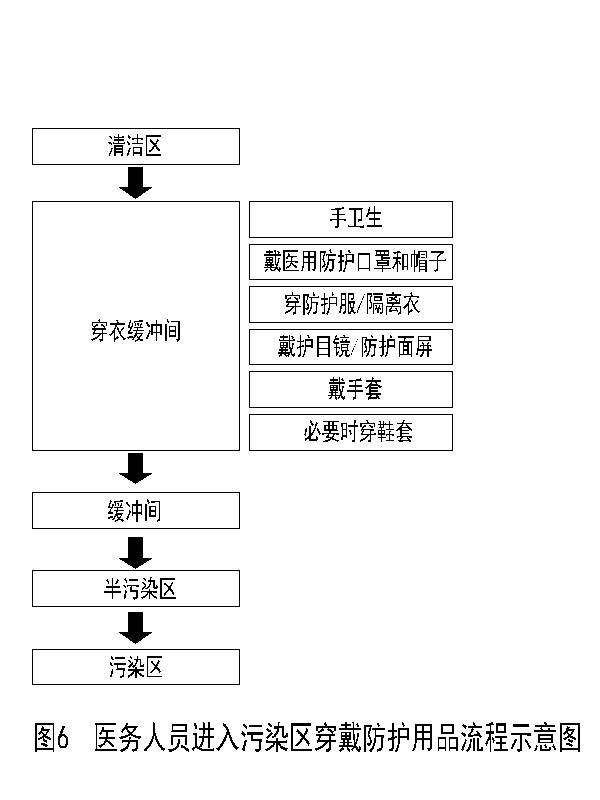 清洁区
穿衣缓冲间
手卫生
戴医用防护口罩和帽子
穿防护服/隔离衣
戴护目镜/防护面屏
戴手套
必要时穿鞋套
缓冲间
半污染区
污染区
图6 医务人员进入污染区穿戴防护用品流程示意图